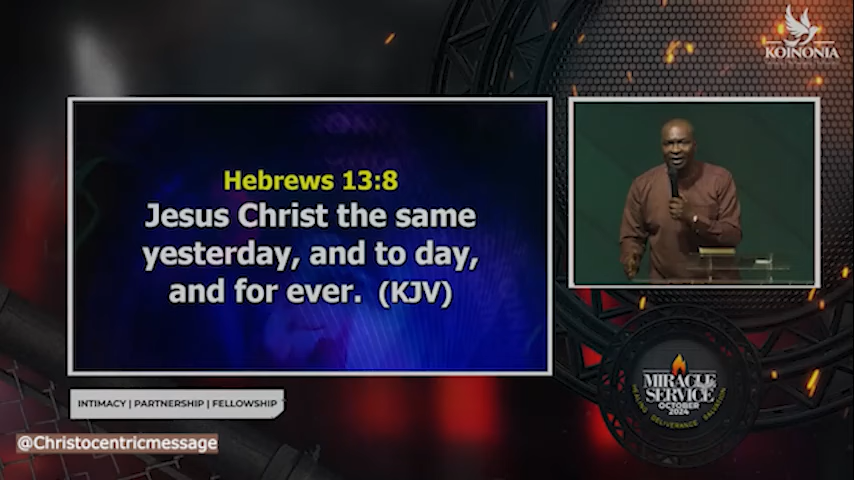 KOINONIA
Hebrews 13:8
Jesus Christ the same
yesterday, and to day,
and for ever. (KJV)
INTIMACY | PARTNERSHIP | FELLOWSHIP
MIRACLE
SERVICE
OCTOBER
2024
HEALING DELIVERANCE SALVATION
@Christocentricmessage